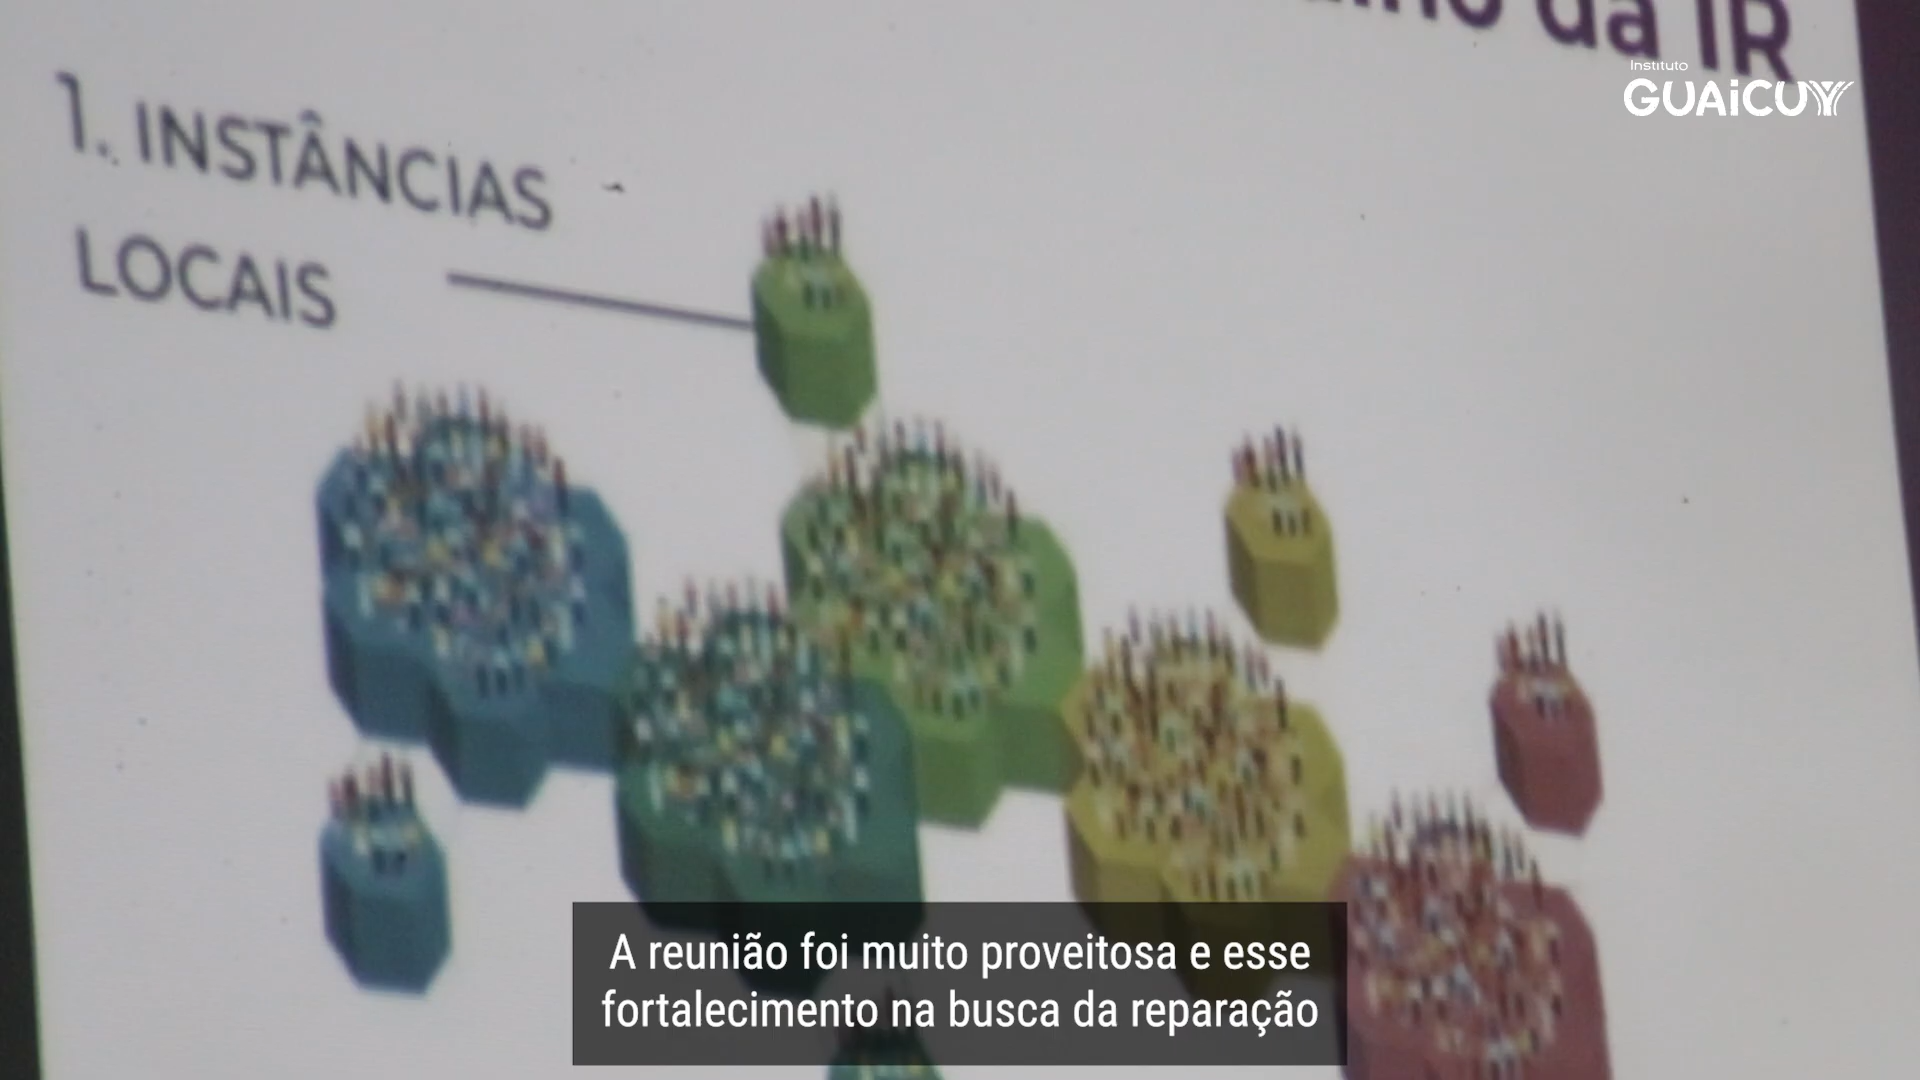 da IR
Instituto
GUAiCUY
1. INSTÂNCIAS
LOCAIS
A reunião foi muito proveitosa e esse
fortalecimento na busca da reparação